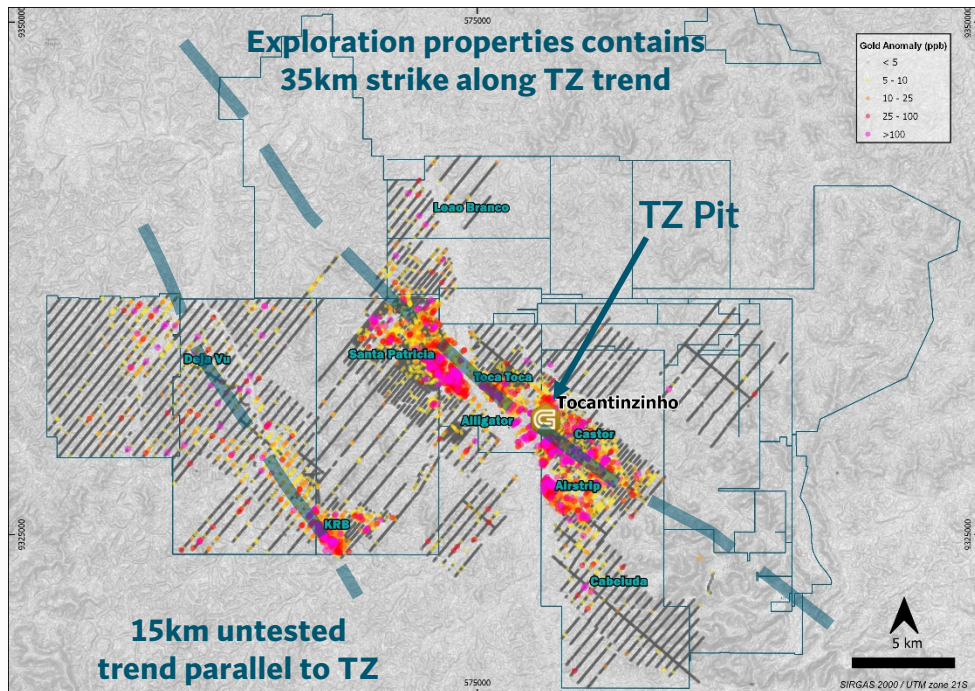 9350000
575000
9350000
Exploration properties contains
35km strike along TZ trend
Gold Anomaly (ppb)
< 5
5 - 10
10 - 25
25 - 100
>100
Leao Branco
TZ Pit
Santa Patricia
Deja Vu
Toca Toca
Tocantinzinho
Alligator
Castor
Airstrip
KRB
9325000
9325000
Cabeluda
15km untested
trend parallel to TZ
5 km
575000
SIRGAS 2000 / UTM zone 21S